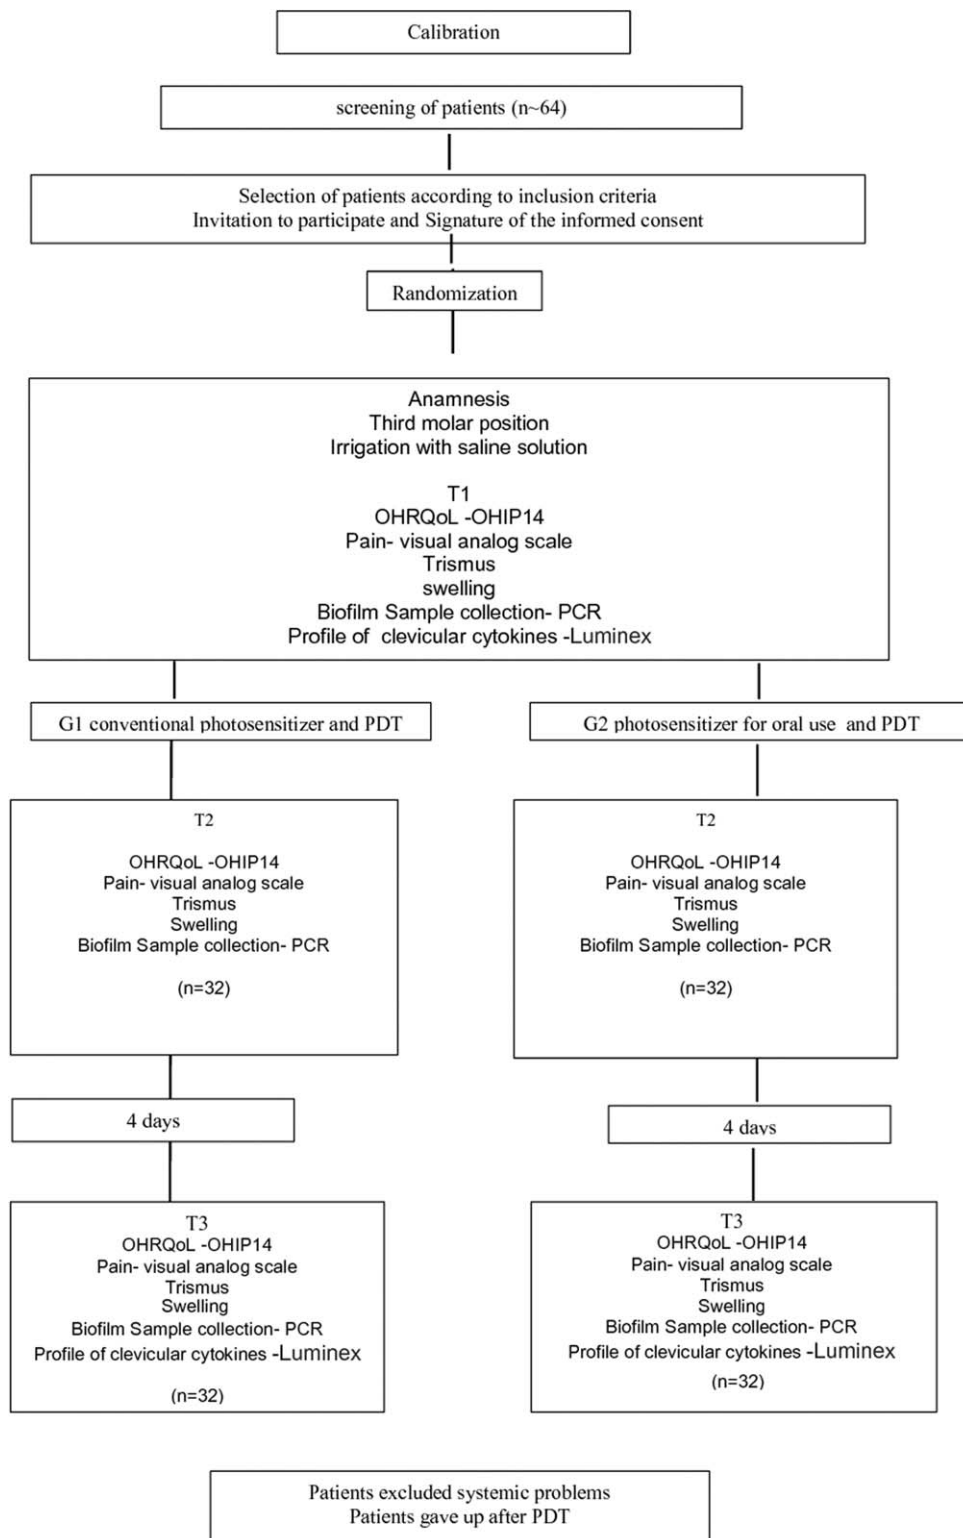 Calibration
screening of patients (n~64)
Selection of patients according to inclusion criteria
Invitation to participate and Signature of the informed consent
Randomization
Anamnesis
Third molar position
Irrigation with saline solution
T1
OHRQoL -OHIP14
Pain- visual analog scale
Trismus
swelling
Biofilm Sample collection- PCR
Profile of clevicular cytokines -Luminex
G1 conventional photosensitizer and PDT
G2 photosensitizer for oral use and PDT
T2
OHRQoL -OHIP14
Pain- visual analog scale
Trismus
Swelling
Biofilm Sample collection- PCR
(n=32)
T2
OHRQoL -OHIP14
Pain- visual analog scale
Trismus
Swelling
Biofilm Sample collection- PCR
(n=32)
4 days
4 days
T3
OHRQoL -OHIP14
Pain- visual analog scale
Trismus
Swelling
Biofilm Sample collection- PCR
Profile of clevicular cytokines -Luminex
(n=32)
T3
OHRQoL -OHIP14
Pain- visual analog scale
Trismus
Swelling
Biofilm Sample collection- PCR
Profile of clevicular cytokines -Luminex
(n=32)
Patients excluded systemic problems
Patients gave up after PDT